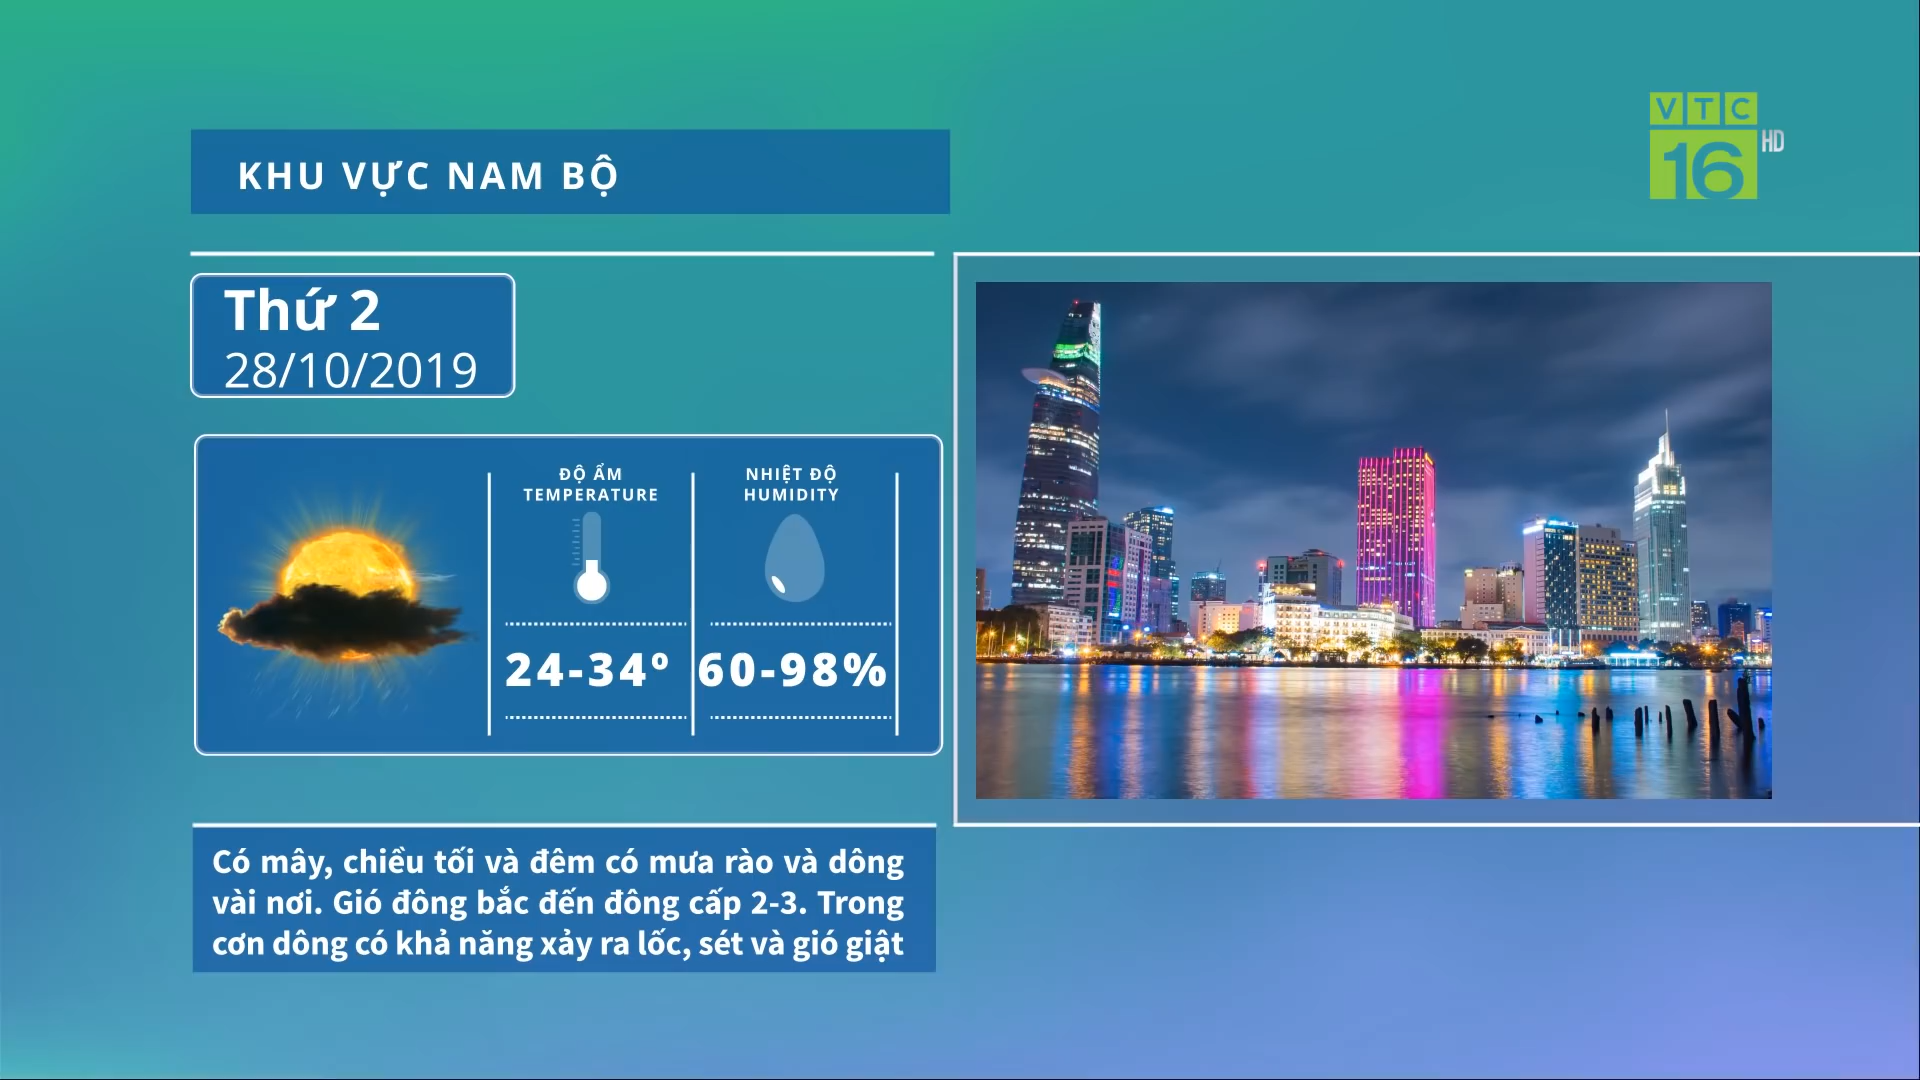 VTC
16 HD
KHU VỰC NAM BỘ
Thứ 2
28/10/2019
ĐỘ ẨM
TEMPERATURE
24-34º
NHIỆT ĐỘ
HUMIDITY
60-98%
Có mây, chiều tối và đêm có mưa rào và dông
vài nơi. Gió đông bắc đến đông cấp 2-3. Trong
cơn dông có khả năng xảy ra lốc, sét và gió giật